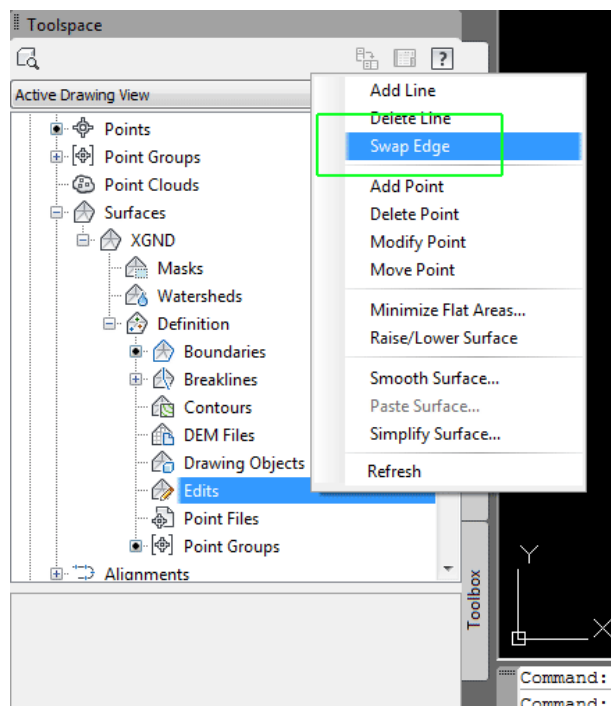 Toolspace
Active Drawing View
Points
Point Groups
Point Clouds
Surfaces
XGND
Masks
Watersheds
Definition
Boundaries
Breaklines
Contours
DEM Files
Drawing Objects
Edits
Point Files
Point Groups
Alignments
?
Add Line
Delete Line
Swap Edge
Add Point
Delete Point
Modify Point
Move Point
Minimize Flat Areas...
Raise/Lower Surface
Smooth Surface...
Paste Surface...
Simplify Surface...
Refresh
Toolbox
Y
X
Command:
Command: